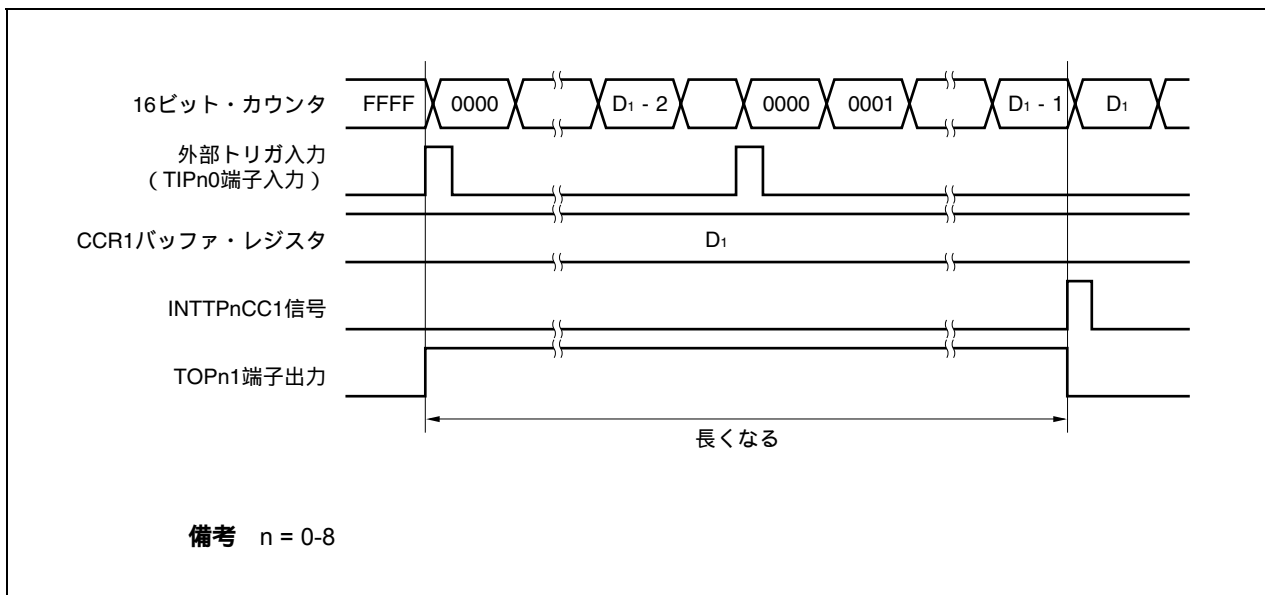 16ビット・カウンタ FFFF 0000 D1 - 2 0000 0001 D1 - 1 D1
外部トリガ入力
（TIPn0端子入力）
CCR1バッファ・レジスタ D1
INTTPnCC1信号
TOPn1端子出力
長くなる
備考 n = 0-8